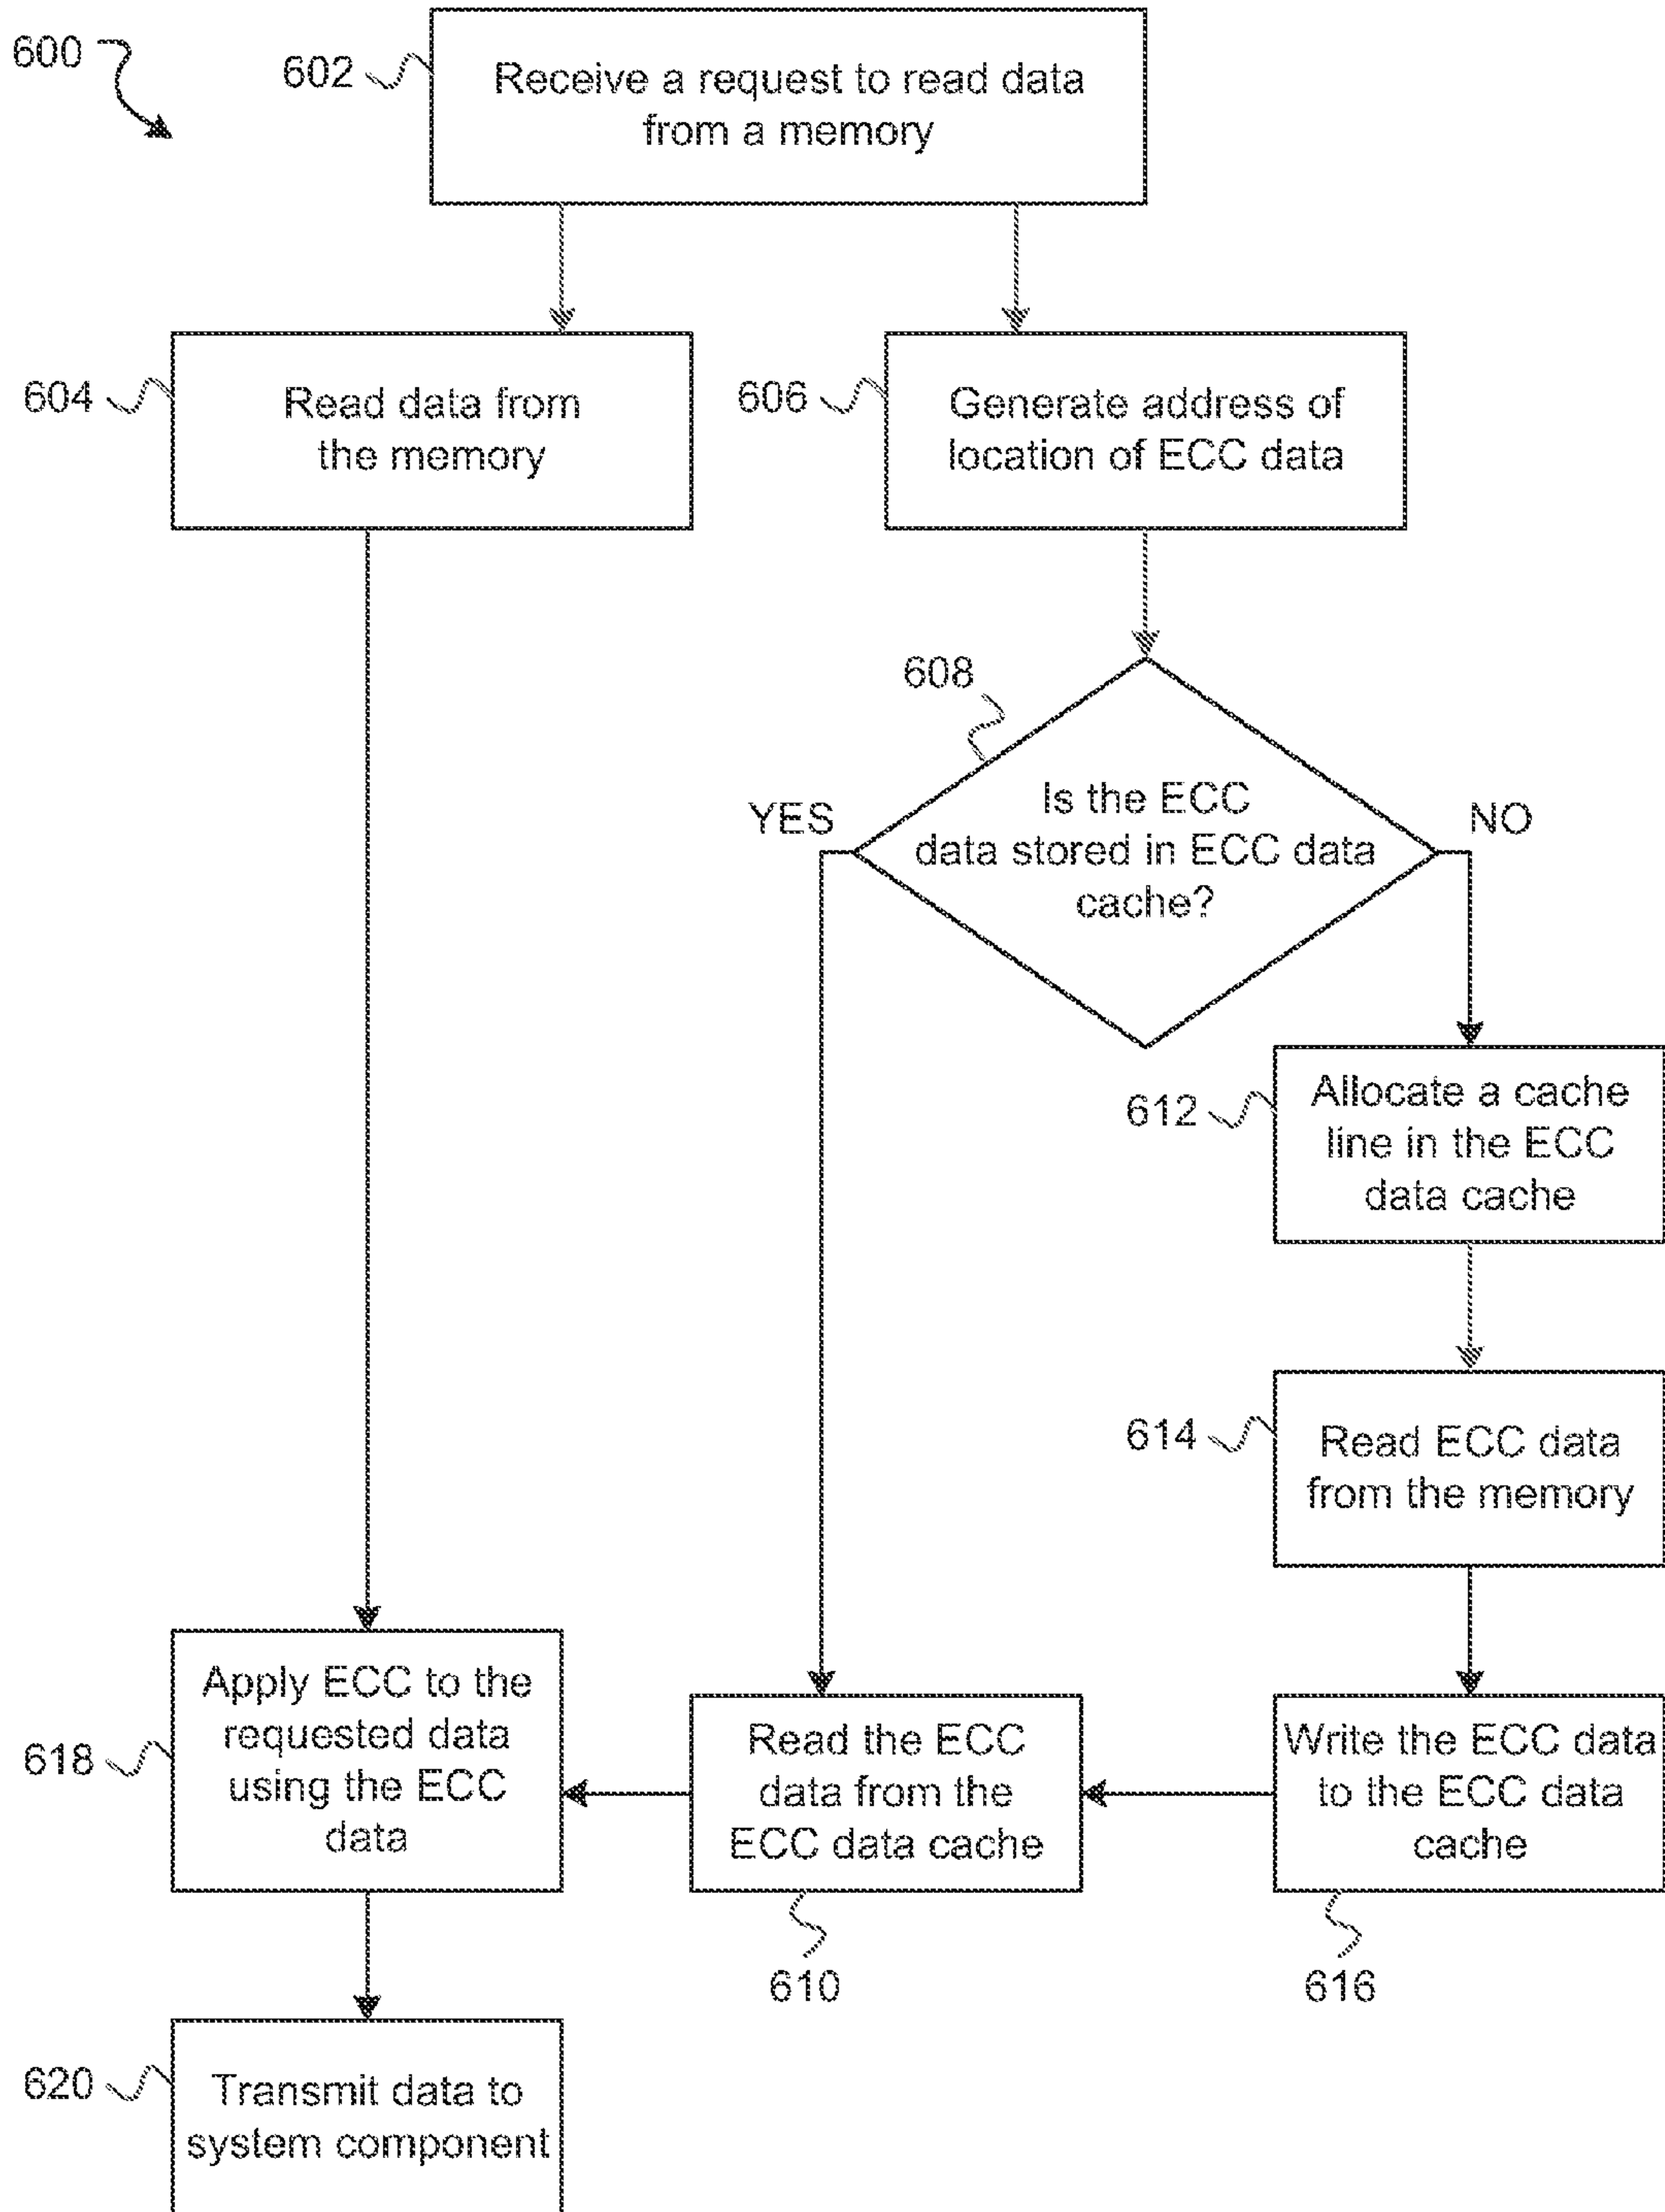 600
602
Receive a request to read data
from a memory
604
Read data from
the memory
606
Generate address of
location of ECC data
608
YES
Is the ECC
data stored in ECC data
cache?
NO
612
Allocate a cache
line in the ECC
data cache
614
Read ECC data
from the memory
618
Apply ECC to the
requested data
using the ECC
data
Read the ECC
data from the
ECC data cache
610
Write the ECC data
to the ECC data
cache
616
620
Transmit data to
system component